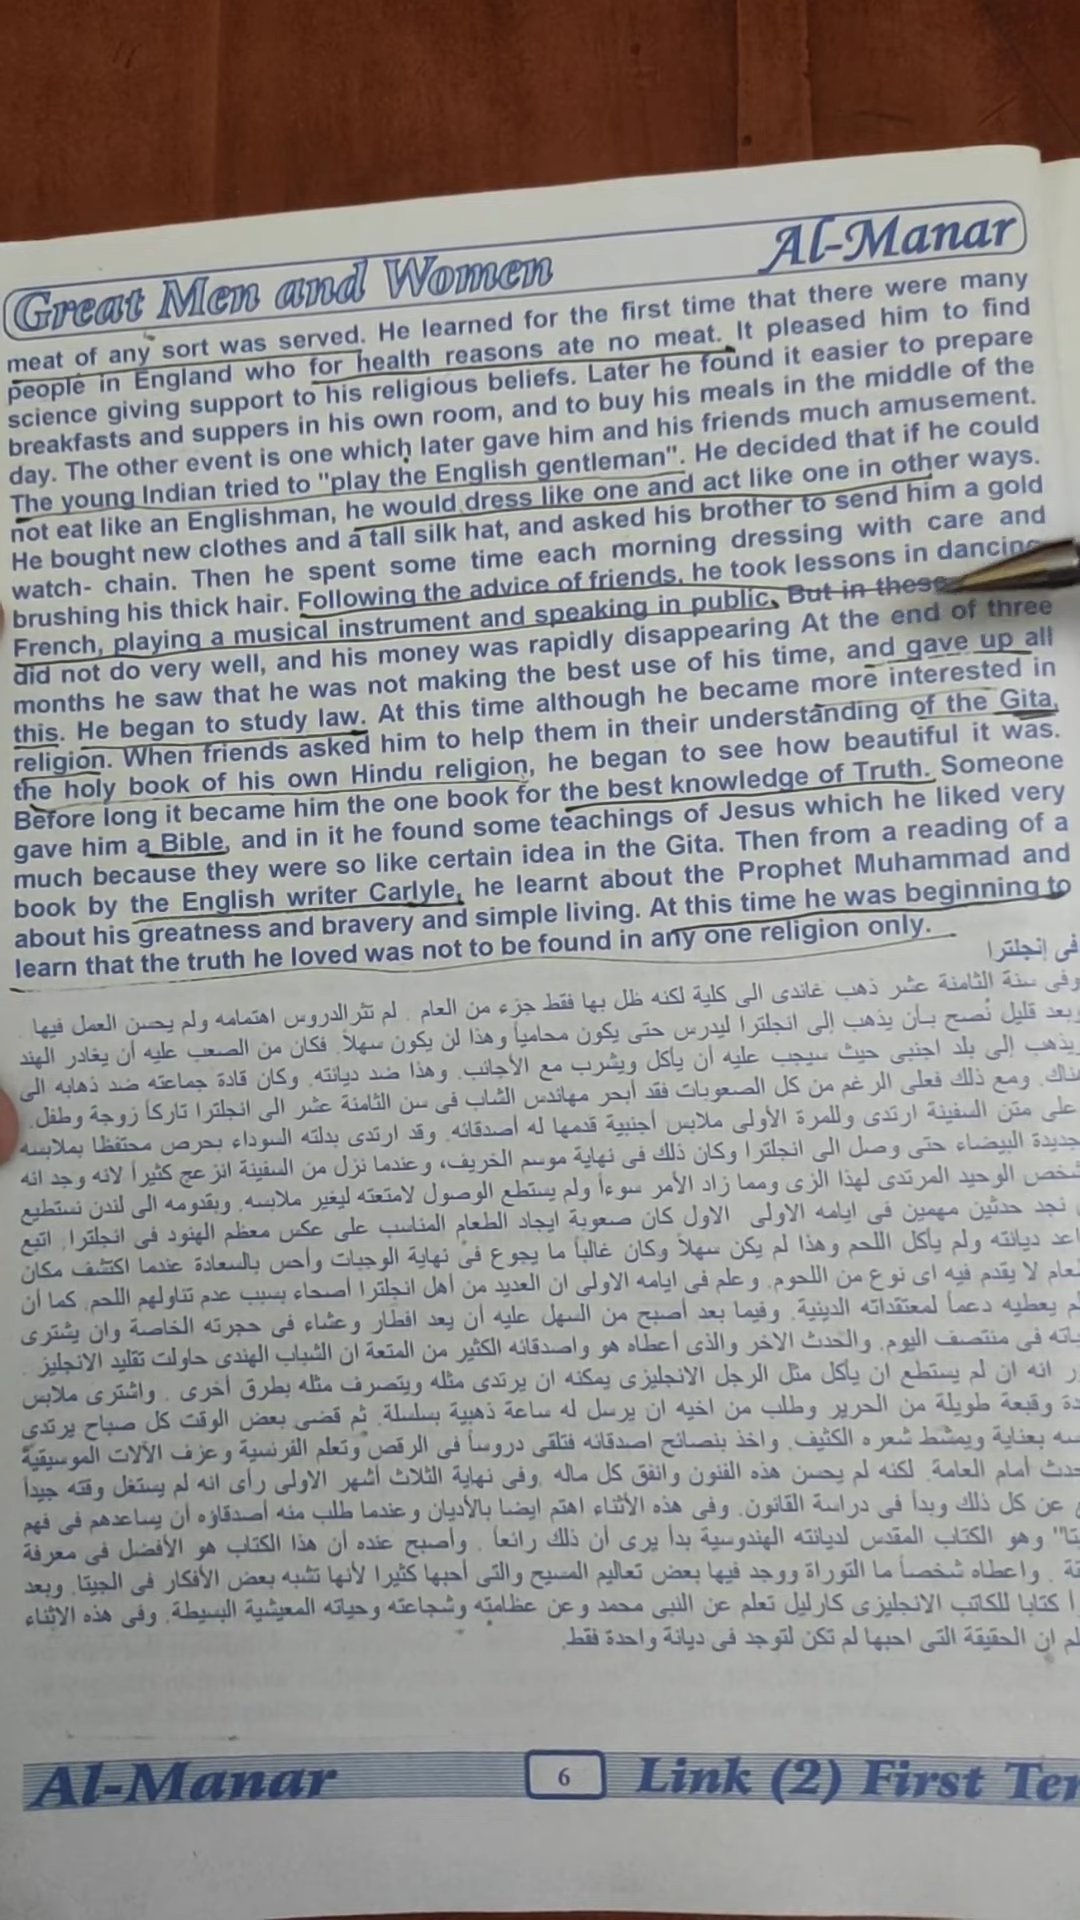 Great Men and Women Al-Manar
meat of any sort was served. He learned for the first time that there were many
people in England who for health reasons ate no meat. It pleased him to find
science giving support to his religious beliefs. Later he found it easier to prepare
breakfasts and suppers in his own room, and to buy his meals in the middle of the
day. The other event is one which later gave him and his friends much amusement.
The young Indian tried to "play the English gentleman". He decided that if he could
not eat like an Englishman, he would dress like one and act like one in other ways.
He bought new clothes and a tall silk hat, and asked his brother to send him a gold
watch- chain. Then he spent some time each morning dressing with care and
brushing his thick hair. Following the advice of friends, he took lessons in dancing
French, playing a musical instrument and speaking in public. But in these
did not do very well, and his money was rapidly disappearing At the end of three
months he saw that he was not making the best use of his time, and gave up all
this. He began to study law. At this time although he became more interested in
religion. When friends asked him to help them in their understanding of the Gita,
the holy book of his own Hindu religion, he began to see how beautiful it was.
Before long it became him the one book for the best knowledge of Truth. Someone
gave him a Bible, and in it he found some teachings of Jesus which he liked very
much because they were so like certain idea in the Gita. Then from a reading of a
book by the English writer Carlyle, he learnt about the Prophet Muhammad and
about his greatness and bravery and simple living. At this time he was beginning to
learn that the truth he loved was not to be found in any one religion only.
فى إنجلترا
وفى سنة الثامنة عشر ذهب غاندى الى كلية لكنه ظل بها فقط جزء من العام . لم تثر الدروس اهتمامه ولم يحسن العمل فيها .
وبعد قليل نُصح بأن يذهب إلى انجلترا ليدرس حتى يكون محامياً وهذا لن يكون سهلاً. فكان من الصعب عليه أن يغادر الهند
يذهب إلى بلد اجنبى حيث سيجب عليه أن يأكل ويشرب مع الأجانب. وهذا ضد ديانته. وكان قادة جماعته ضد ذهابه الى
هناك. ومع ذلك فعلى الرغم من كل الصعوبات فقد أبحر مهاندس الشاب فى سن الثامنة عشر الى انجلترا تاركاً زوجة وطفل.
على متن السفينة ارتدى وللمرة الأولى ملابس أجنبية قدمها له أصدقائه. وقد ارتدى بدلته السوداء بحرص محتفظا بملابسه
جديدة البيضاء حتى وصل الى انجلترا وكان ذلك فى نهاية موسم الخريف، وعندما نزل من السفينة انزعج كثيراً لانه وجد انه
شخص الوحيد المرتدى لهذا الزى ومما زاد الأمر سوءاً ولم يستطع الوصول لامتعته ليغير ملابسه. وبقدومه الى لندن نستطيع
نجد حدثين مهمين فى ايامه الاولى الاول كان صعوبة ايجاد الطعام المناسب على عكس معظم الهنود فى انجلترا. اتبع
اعد ديانته ولم يأكل اللحم وهذا لم يكن سهلاً وكان غالباً ما يجوع فى نهاية الوجبات وأحس بالسعادة عندما اكتشف مكان
لعام لا يقدم فيه اى نوع من اللحوم. وعلم فى ايامه الاولى ان العديد من أهل انجلترا أصحاء بسبب عدم تناولهم اللحم. كما أن
لم يعطيه دعماً لمعتقداته الدينية. وفيما بعد أصبح من السهل عليه أن يعد افطار وعشاء فى حجرته الخاصة وان يشترى
باته فى منتصف اليوم. والحدث الاخر والذى أعطاه هو واصدقائه الكثير من المتعة ان الشباب الهندى حاولت تقليد الانجليز .
ر انه ان لم يستطع ان يأكل مثل الرجل الانجليزى يمكنه ان يرتدى مثله ويتصرف مثله بطرق أخرى . واشترى ملابس
دة وقبعة طويلة من الحرير وطلب من اخيه ان يرسل له ساعة ذهبية بسلسلة. ثم قضى بعض الوقت كل صباح يرتدى
سه بعناية ويمشط شعره الكثيف. واخذ بنصائح اصدقائه فتلقى دروساً فى الرقص وتعلم الفرنسية وعزف الآلات الموسيقية
حدث أمام العامة. لكنه لم يحسن هذه الفنون وانفق كل ماله .وفى نهاية الثلاث أشهر الاولى رأى انه لم يستغل وقته جيداً
ع عن كل ذلك وبدأ فى دراسة القانون. وفى هذه الأثناء اهتم ايضا بالأديان وعندما طلب منه أصدقاؤه أن يساعدهم فى فهم
تا" وهو الكتاب المقدس لديانته الهندوسية بدأ يرى أن ذلك رائعاً . وأصبح عنده أن هذا الكتاب هو الأفضل فى معرفة
ة . واعطاه شخصاً ما التوراة ووجد فيها بعض تعاليم المسيح والتى أحبها كثيرا لأنها تشبه بعض الأفكار فى الجيتا. وبعد
أ كتابا للكاتب الانجليزى كارليل تعلم عن النبى محمد وعن عظامته وشجاعته وحياته المعيشية البسيطة. وفى هذه الاثناء
لم ان الحقيقة التى احبها لم تكن لتوجد فى ديانة واحدة فقط.
Al-Manar 6 Link (2) First Ter